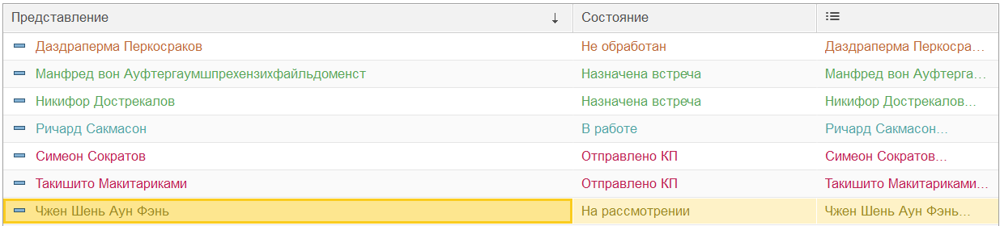 Представление ↓ Состояние
Даздраперма Перкосраков Не обработан Даздраперма Перкосра...
Манфред вон Ауфтергаумшпрехензихфайльдоменст Назначена встреча Манфред вон Ауфтерга...
Никифор Дострекалов Назначена встреча Никифор Дострекалов...
Ричард Сакмасон В работе Ричард Сакмасон...
Симеон Сократов Отправлено КП Симеон Сократов...
Такишито Макитариками Отправлено КП Такишито Макитариками...
Чжен Шень Аун Фэнь На рассмотрении Чжен Шень Аун Фэнь...